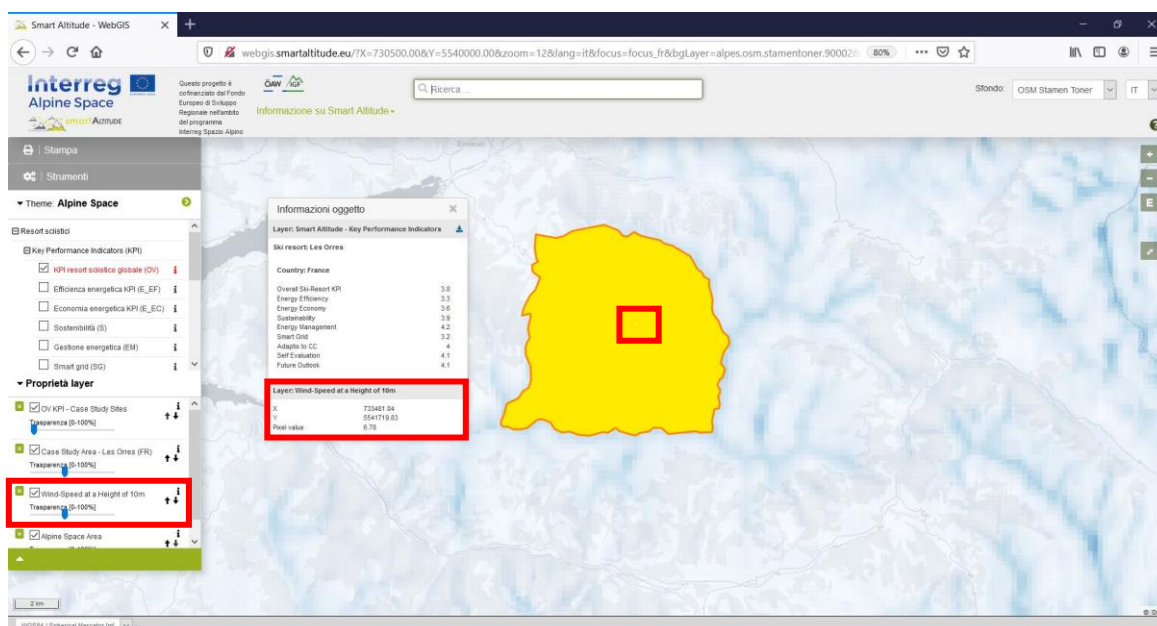 Smart Altitude - WebGIS
webgis.smartaltitude.eu/?X=730500.00&Y=5540000.00&zoom=12&lang=it&focus=focus_fr&bgLayer=alpes.osm.stamentoner.900028
80%
Interreg
Alpine Space
smartALTITUDE
Questo progetto è
cofinanziato dal Fondo
Europeo di Sviluppo
Regionale nell'ambito
del programma
Interreg Spazio Alpino
ÖAW IGF
Informazione su Smart Altitude
Ricerca ...
Sfondo: OSM Stamen Toner IT
Stampa
Strumenti
Theme: Alpine Space
Resort sciistici
Key Performance Indicators (KPI)
KPI resort sciistico globale (OV)
Efficienza energetica KPI (E_EF)
Economia energetica KPI (E_EC)
Sostenibilità (S)
Gestione energetica (EM)
Smart grid (SG)
Proprietà layer
OV KPI - Case Study Sites
Trasparenza [0-100%]
Case Study Area - Les Orres (FR)
Trasparenza [0-100%]
Wind-Speed at a Height of 10m
Trasparenza [0-100%]
Alpine Space Area
Informazioni oggetto
Layer: Smart Altitude - Key Performance Indicators
Ski resort: Les Orres
Country: France
Overall Ski-Resort KPI 3.8
Energy Efficiency 3.3
Energy Economy 3.6
Sustainability 3.9
Energy Management 4.2
Smart Grid 3.2
Adaptio to CC 4
Self Evaluation 4.1
Future Outlook 4.1
Layer: Wind-Speed at a Height of 10m
X 733481.84
Y 5541719.83
Pixel value 6.78
E
2 km
WGS84 / Spherical Mercator [m]